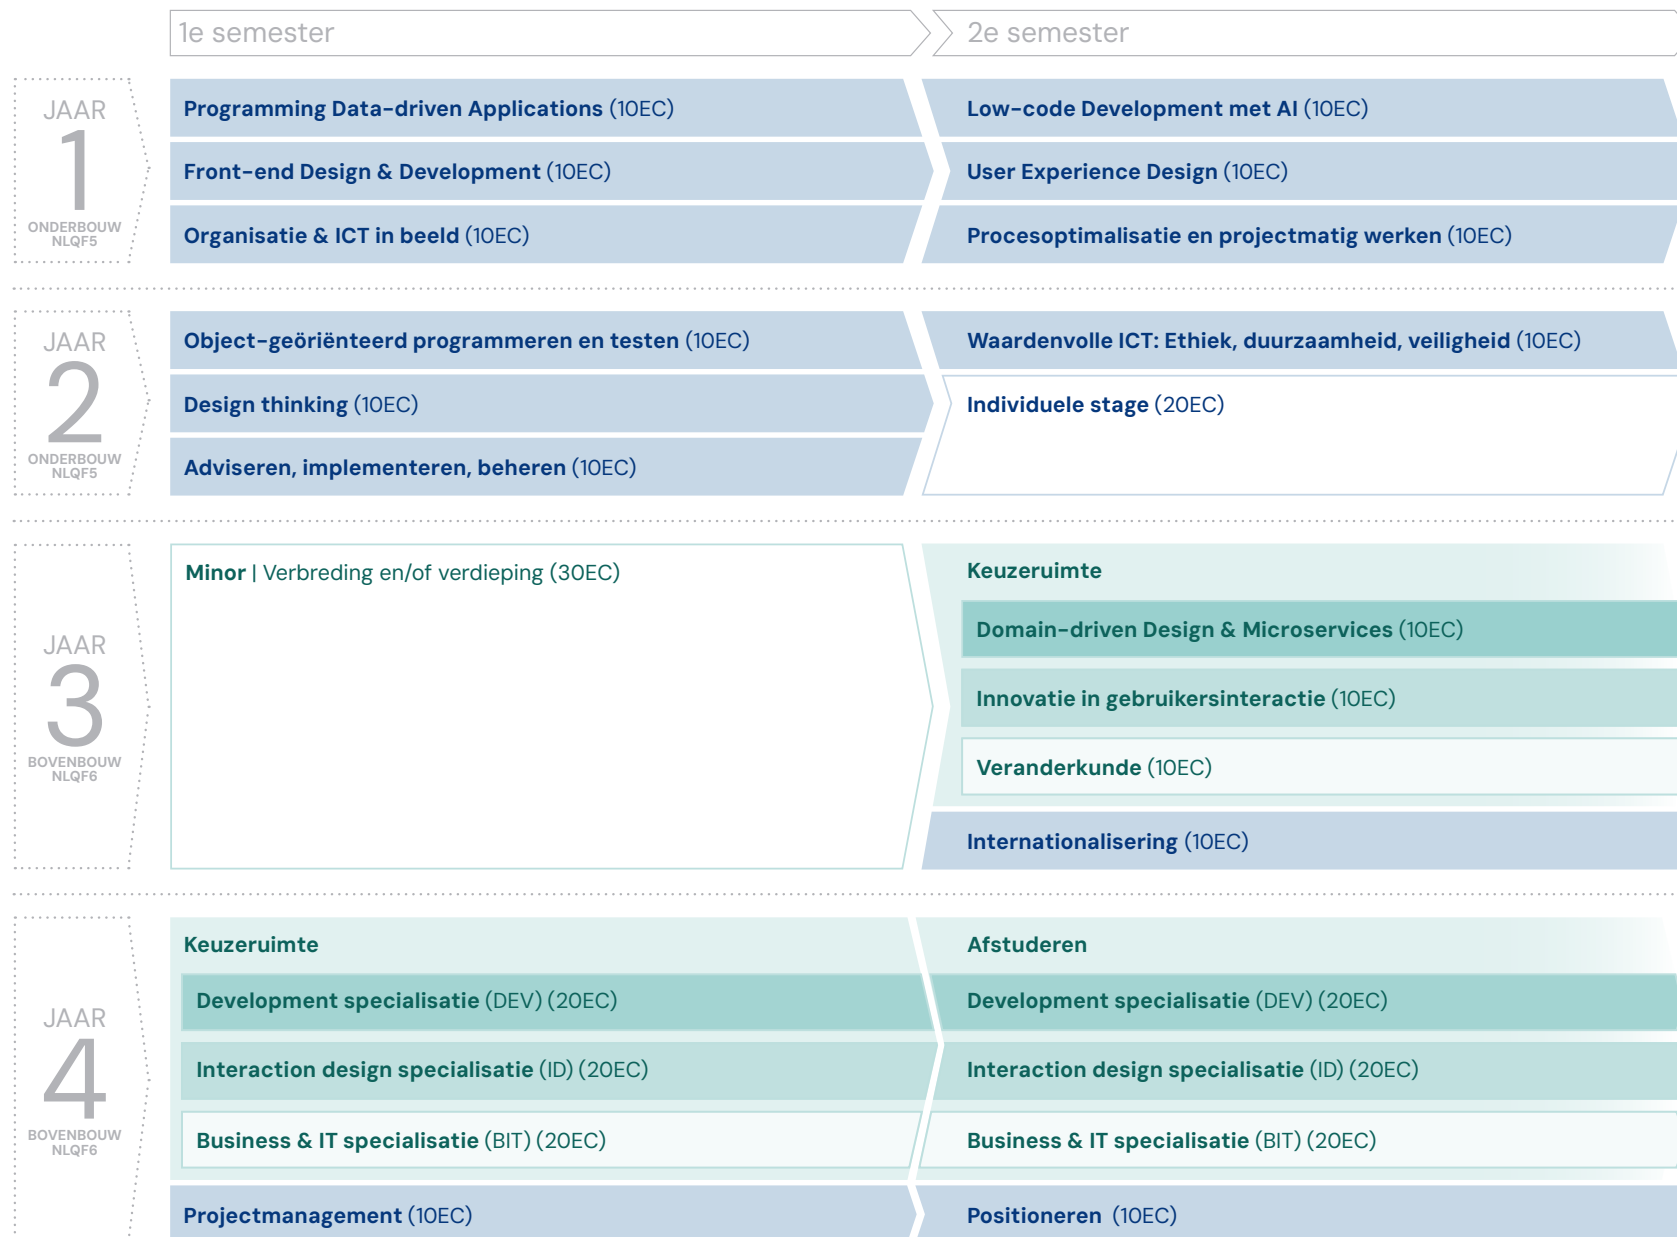 1e semester
2e semester
JAAR
1
ONDERBOUW
NLQF5
Programming Data-driven Applications (10EC)
Low-code Development met AI (10EC)
Front-end Design & Development (10EC)
User Experience Design (10EC)
Organisatie & ICT in beeld (10EC)
Procesoptimalisatie en projectmatig werken (10EC)
JAAR
2
ONDERBOUW
NLQF5
Object-geöriënteerd programmeren en testen (10EC)
Waardenvolle ICT: Ethiek, duurzaamheid, veiligheid (10EC)
Design thinking (10EC)
Individuele stage (20EC)
Adviseren, implementeren, beheren (10EC)
JAAR
3
BOVENBOUW
NLQF6
Minor | Verbreding en/of verdieping (30EC)
Keuzeruimte
Domain-driven Design & Microservices (10EC)
Innovatie in gebruikersinteractie (10EC)
Veranderkunde (10EC)
Internationalisering (10EC)
JAAR
4
BOVENBOUW
NLQF6
Keuzeruimte
Afstuderen
Development specialisatie (DEV) (20EC)
Development specialisatie (DEV) (20EC)
Interaction design specialisatie (ID) (20EC)
Interaction design specialisatie (ID) (20EC)
Business & IT specialisatie (BIT) (20EC)
Business & IT specialisatie (BIT) (20EC)
Projectmanagement (10EC)
Positioneren (10EC)